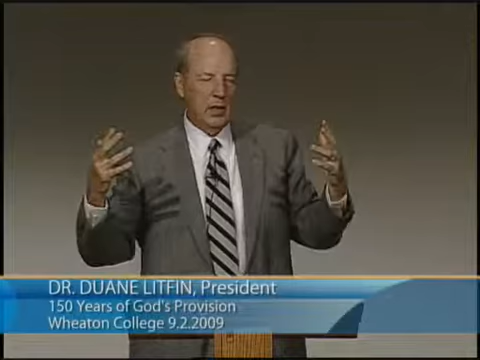 DR. DUANE LITFIN, President
150 Years of God's Provision
Wheaton College 9.2.2009